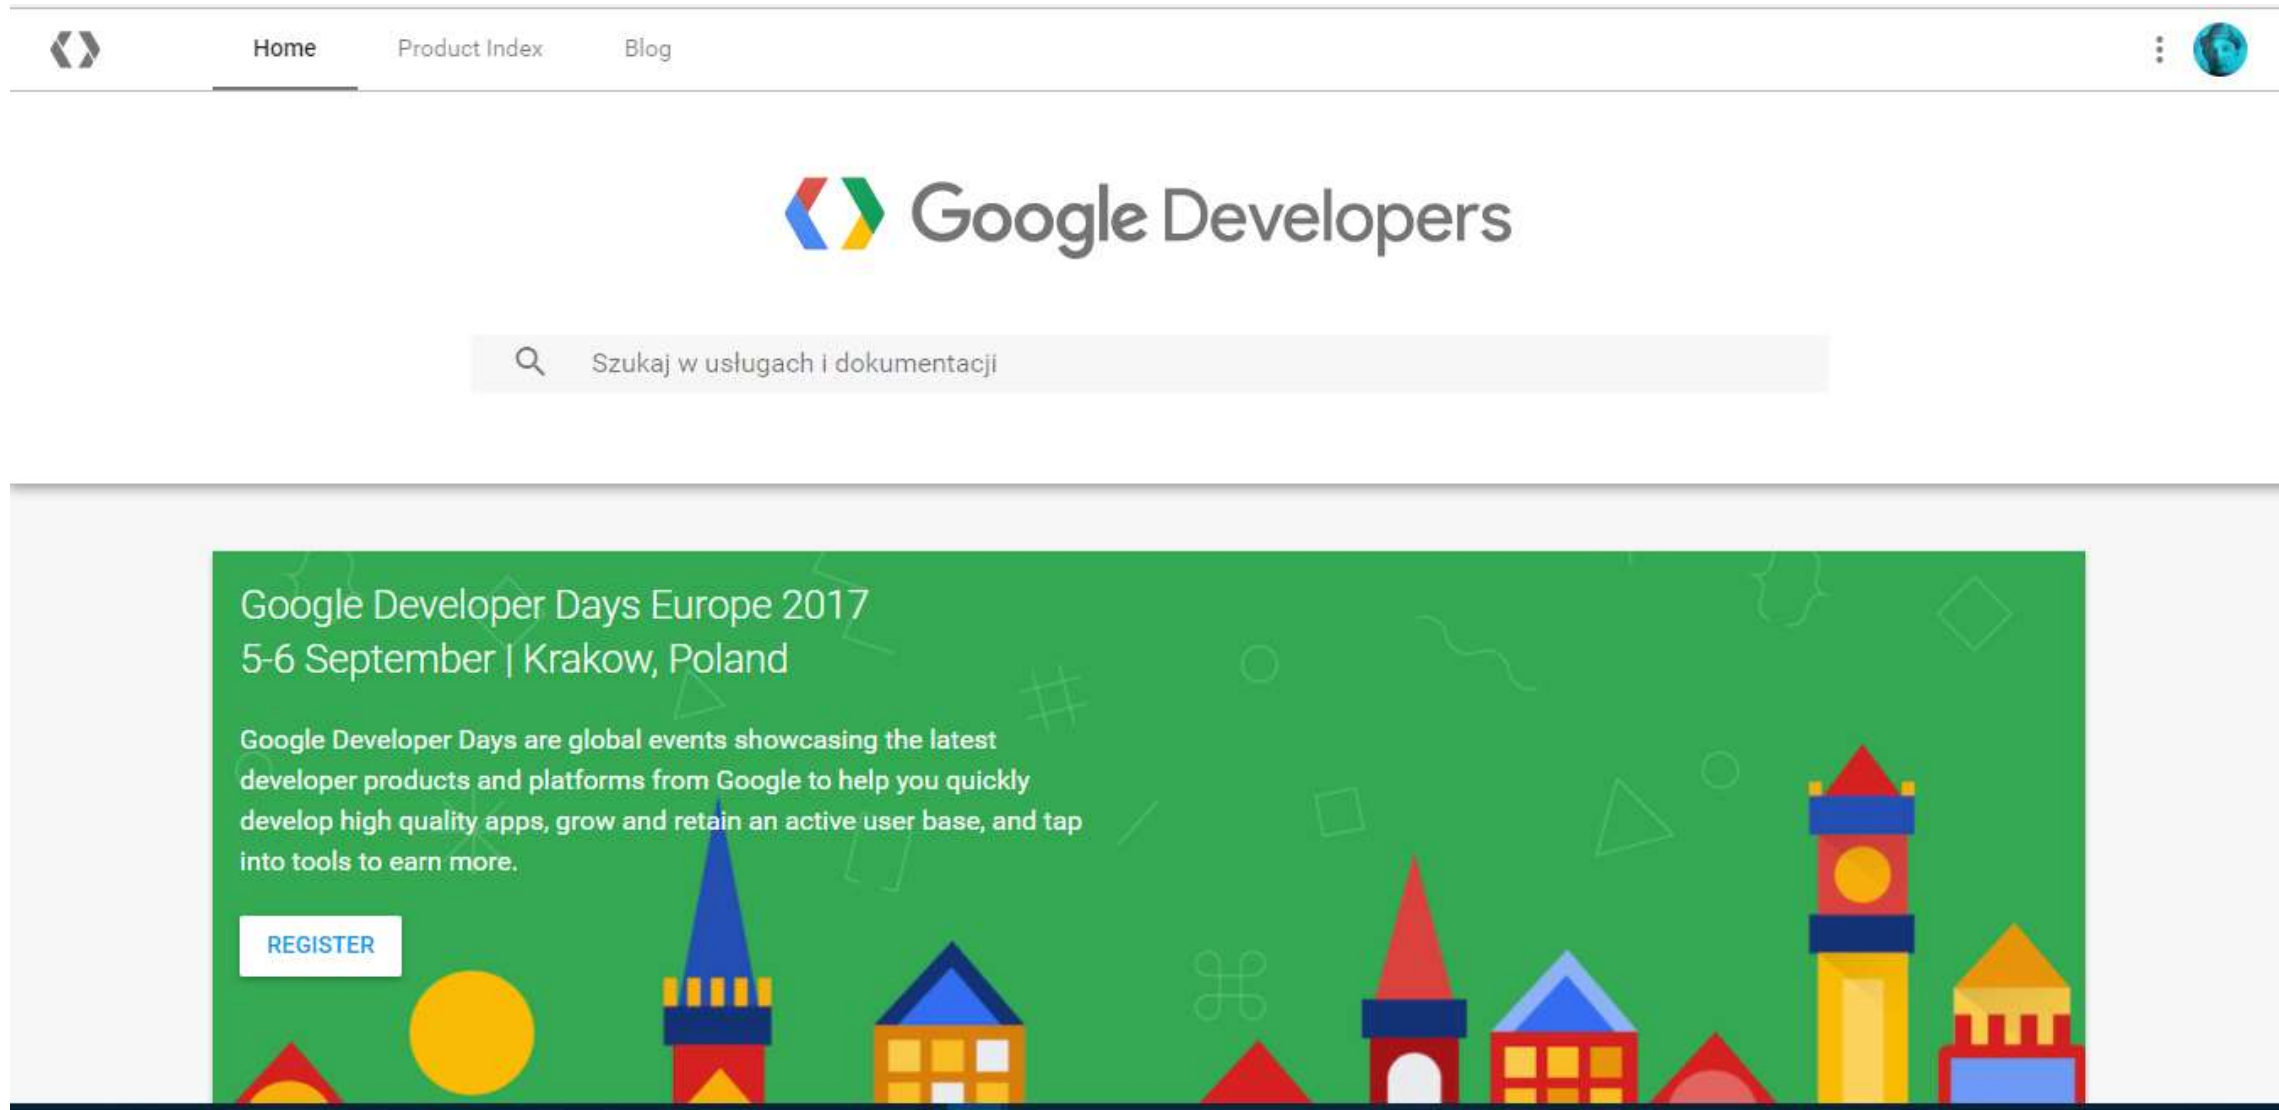 Home Product Index Blog
Google Developers
Szukaj w usługach i dokumentacji
Google Developer Days Europe 2017
5-6 September | Krakow, Poland
Google Developer Days are global events showcasing the latest
developer products and platforms from Google to help you quickly
develop high quality apps, grow and retain an active user base, and tap
into tools to earn more.
REGISTER